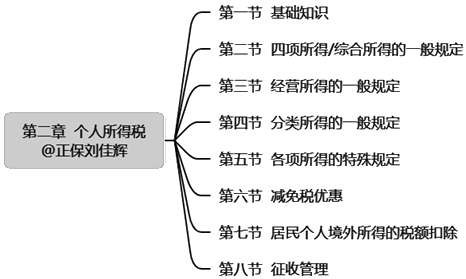 第一节 基础知识
第二节 四项所得/综合所得的一般规定
第三节 经营所得的一般规定
第二章 个人所得税
@正保刘佳辉
第四节 分类所得的一般规定
第五节 各项所得的特殊规定
第六节 减免税优惠
第七节 居民个人境外所得的税额扣除
第八节 征收管理